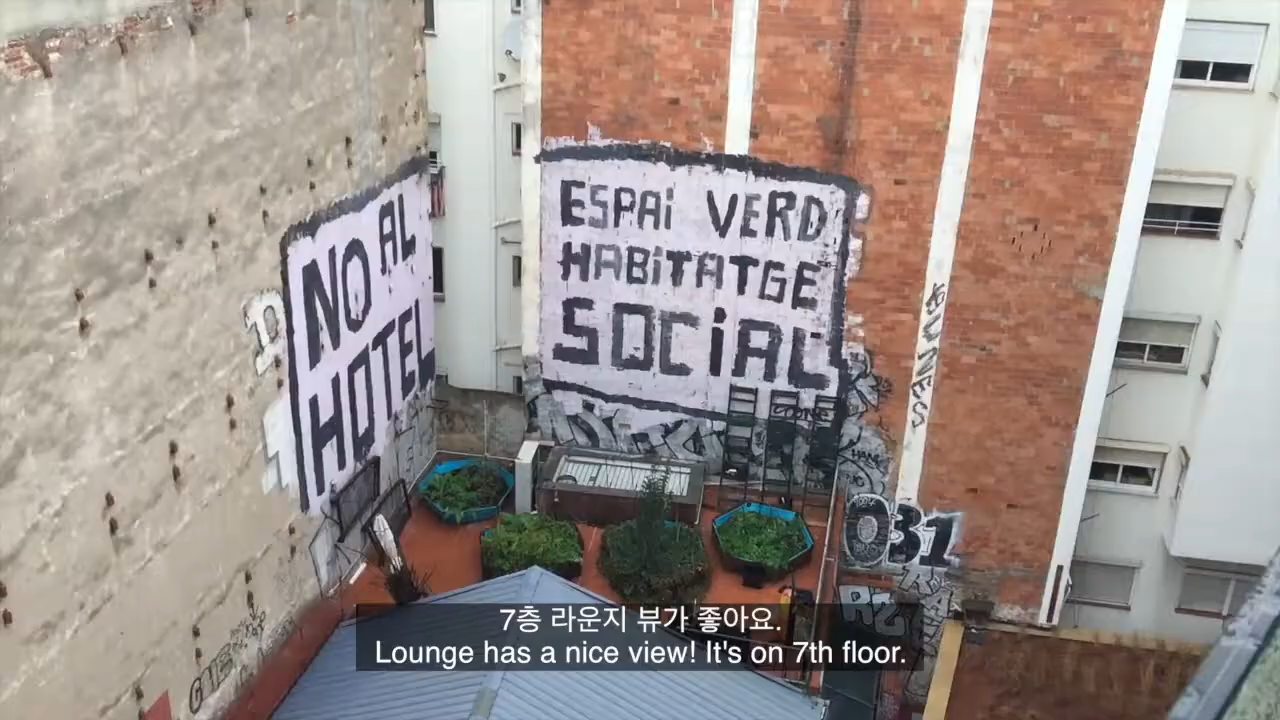 NO AL
HOTEL
ESPAi VERD
HABiTATGE
SOCiAL
BUNES
031
7층 라운지 뷰가 좋아요.
Lounge has a nice view! It's on 7th floor.